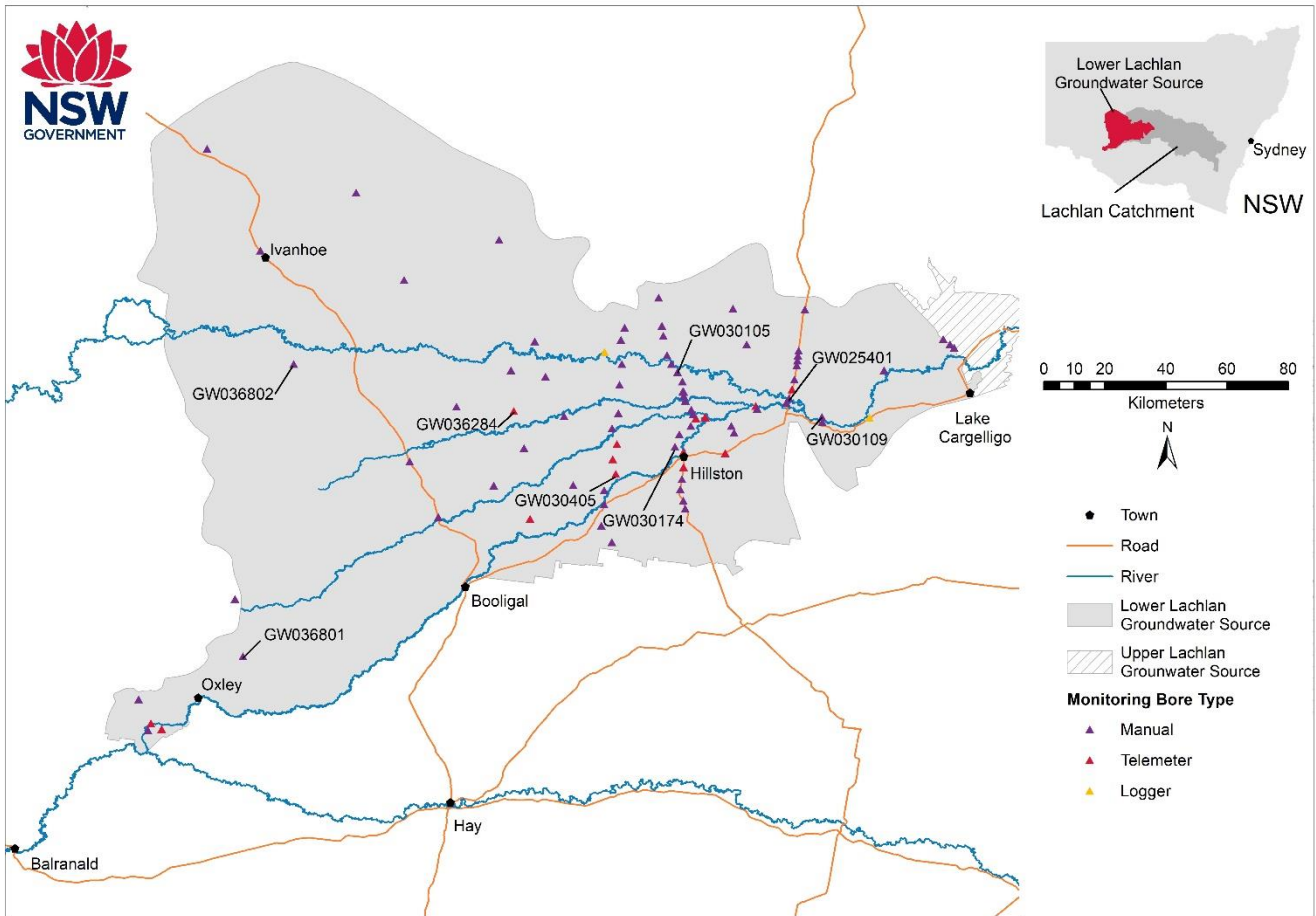 NSW
GOVERNMENT
Ivanhoe
GW036802
GW030105
GW025401
GW036284
GW030109
Lake
Cargelligo
Hillston
GW030405
GW030174
Booligal
GW036801
Oxley
Hay
Balranald
Lower Lachlan
Groundwater Source
Sydney
Lachlan Catchment
NSW
0 10 20 40 60 80
Kilometers
N
Town
Road
River
Lower Lachlan
Groundwater Source
Upper Lachlan
Grounwater Source
Monitoring Bore Type
Manual
Telemeter
Logger